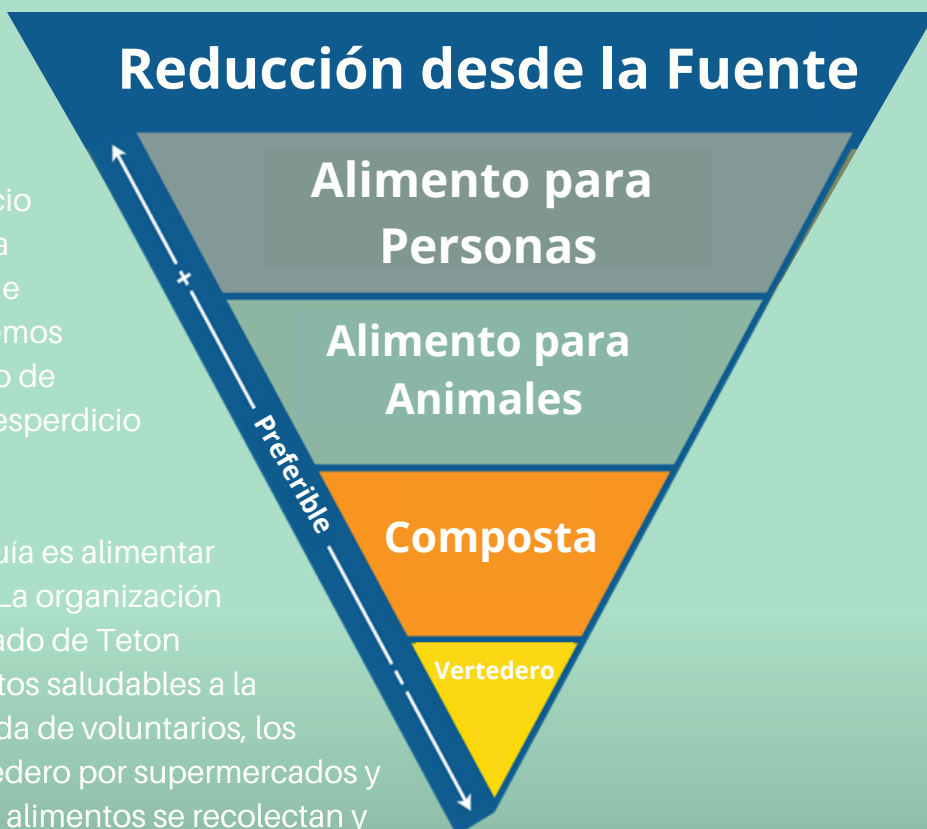 Reducción desde la Fuente
Alimento para
Personas
Alimento para
Animales
Composta
Vertedero
+
Preferible
-
cio
a
e
emos
o de
esperdicio
uía es alimentar
La organización
ado de Teton
tos saludables a la
da de voluntarios, los
edero por supermercados y
alimentos se recolectan y